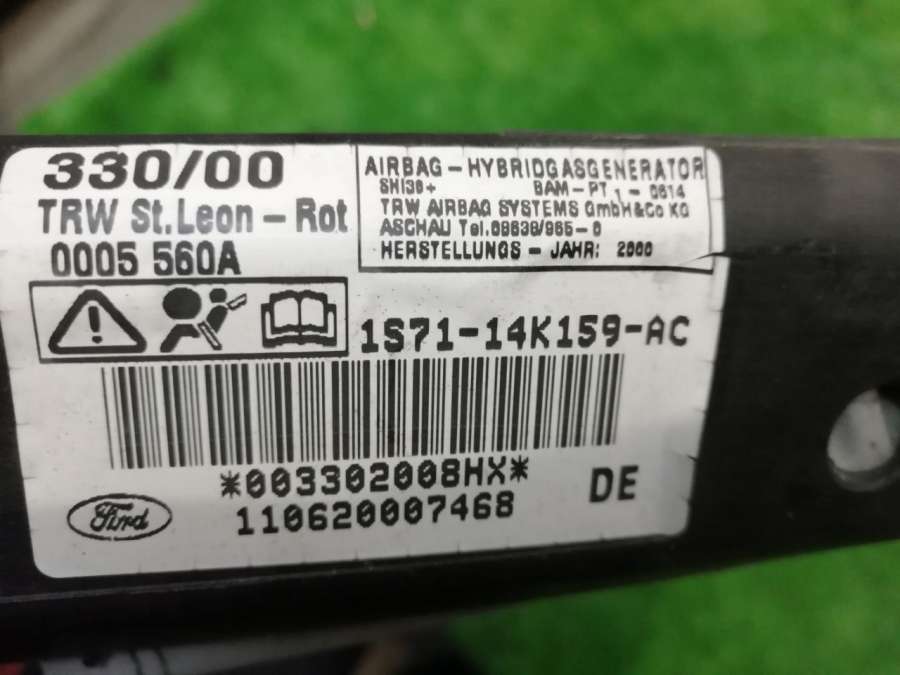 330/00
TRW St.Leon - Rot
0005 560A
AIRBAG - HYBRIDGASGENERATOR
SHI30+ BAM - PT 1 - 0614
TRW AIRBAG SYSTEMS GmbH&Co KG
ASCHAU Tel.08638/965-0
HERSTELLUNGS - JAHR: 2000
1S71-14K159-AC
*003302008HX*
110620007468
DE
Ford